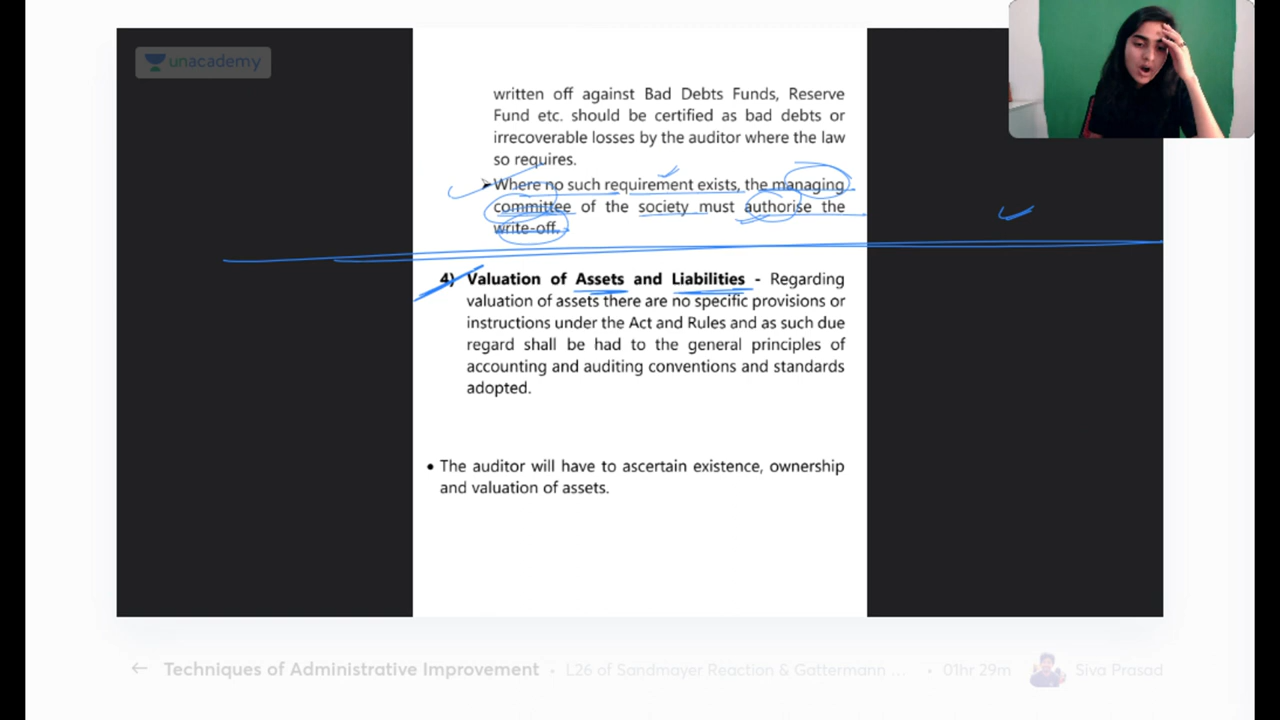 unacademy
written off against Bad Debts Funds, Reserve
Fund etc. should be certified as bad debts or
irrecoverable losses by the auditor where the law
so requires.
➤Where no such requirement exists, the managing
committee of the society must authorise the
write-off.
4) Valuation of Assets and Liabilities - Regarding
valuation of assets there are no specific provisions or
instructions under the Act and Rules and as such due
regard shall be had to the general principles of
accounting and auditing conventions and standards
adopted.
• The auditor will have to ascertain existence, ownership
and valuation of assets.
← Techniques of Administrative Improvement • L26 of Sandmayer Reaction & Gattermann ... • 01hr 29m Siva Prasad